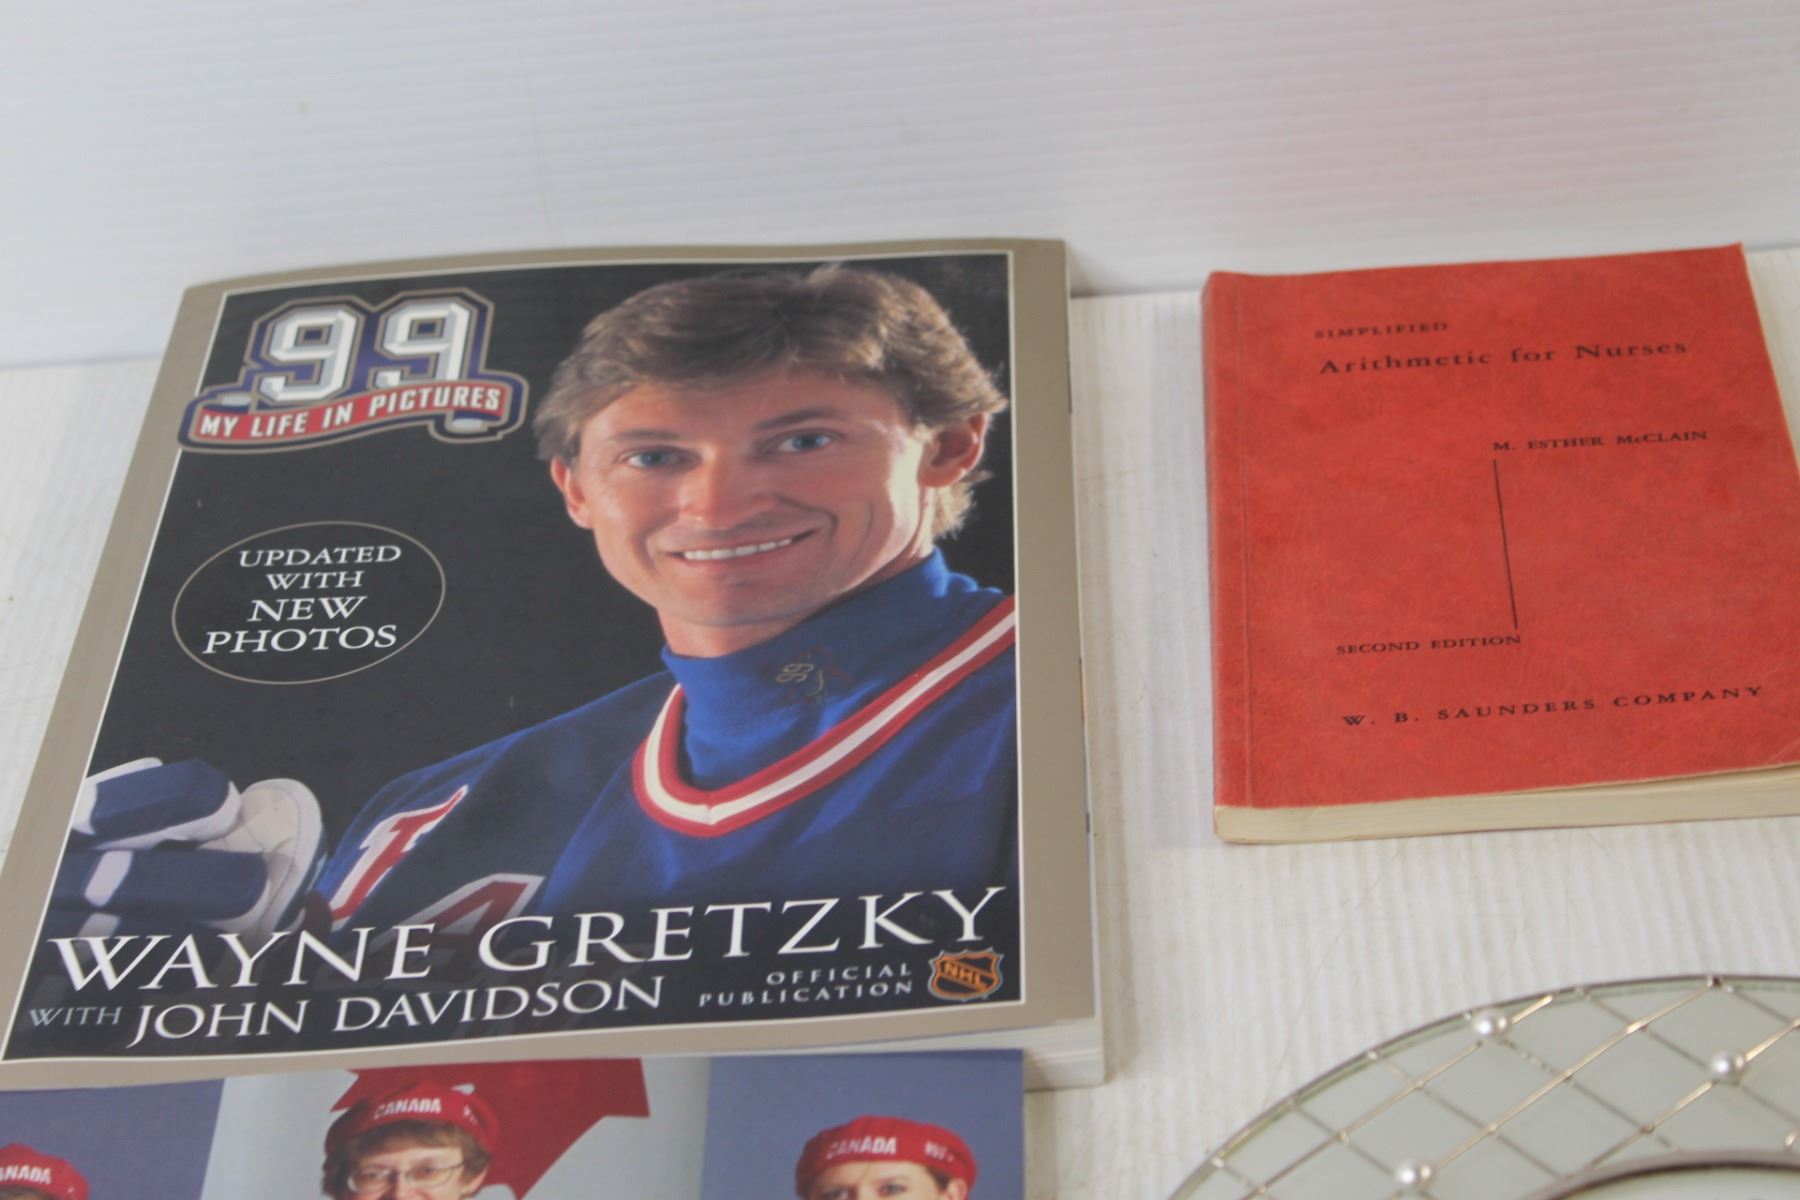 99
MY LIFE IN PICTURES
UPDATED
WITH
NEW
PHOTOS
WAYNE GRETZKY
WITH JOHN DAVIDSON
OFFICIAL
PUBLICATION
NHL
SIMPLIFIED
Arithmetic for Nurses
M. ESTHER McCLAIN
SECOND EDITION
W. B. SAUNDERS COMPANY
CANADA
CANADA